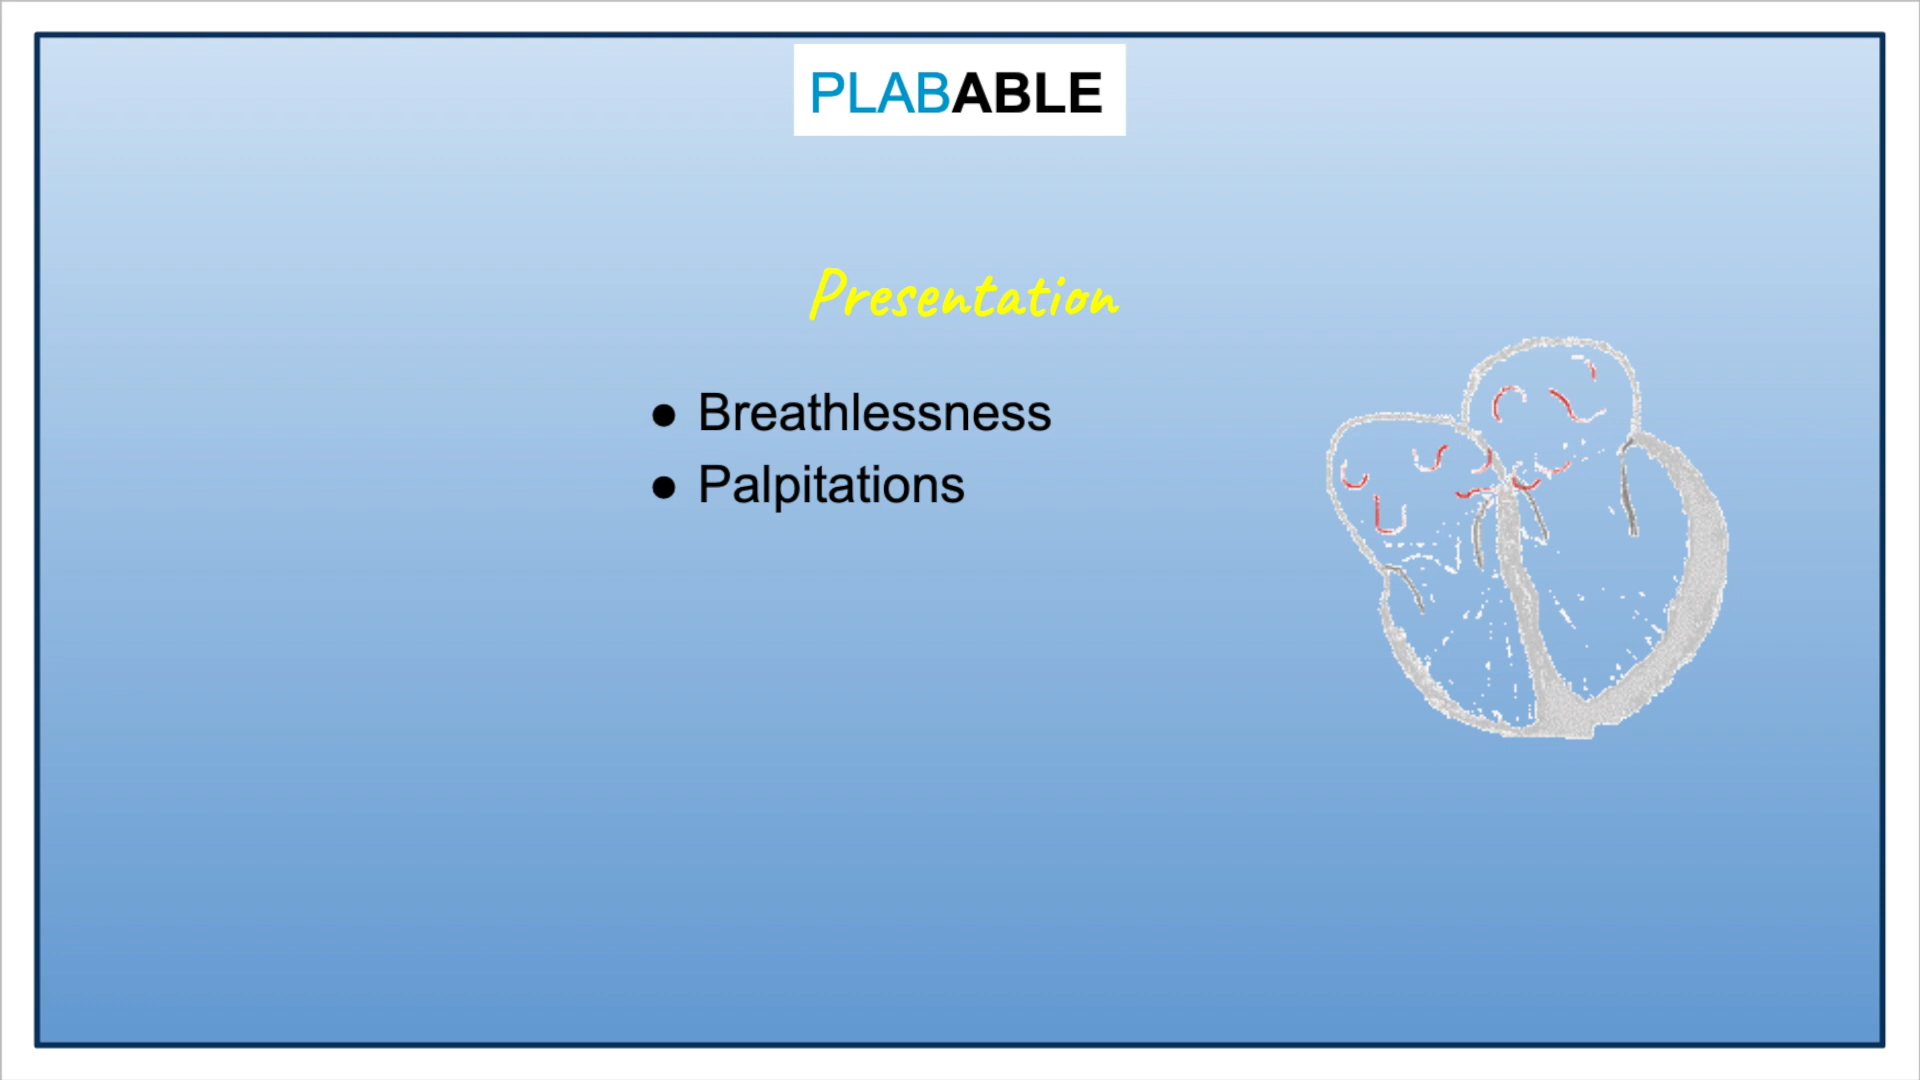 PLABABLE
Presentation
● Breathlessness
● Palpitations